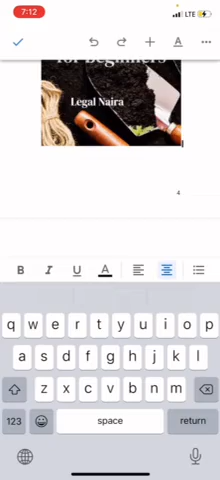 7:12
LTE
A
for beginners
Legal Naira
4
B I U A
q w e r t y u i o p
a s d f g h j k l
z x c v b n m
123 space return